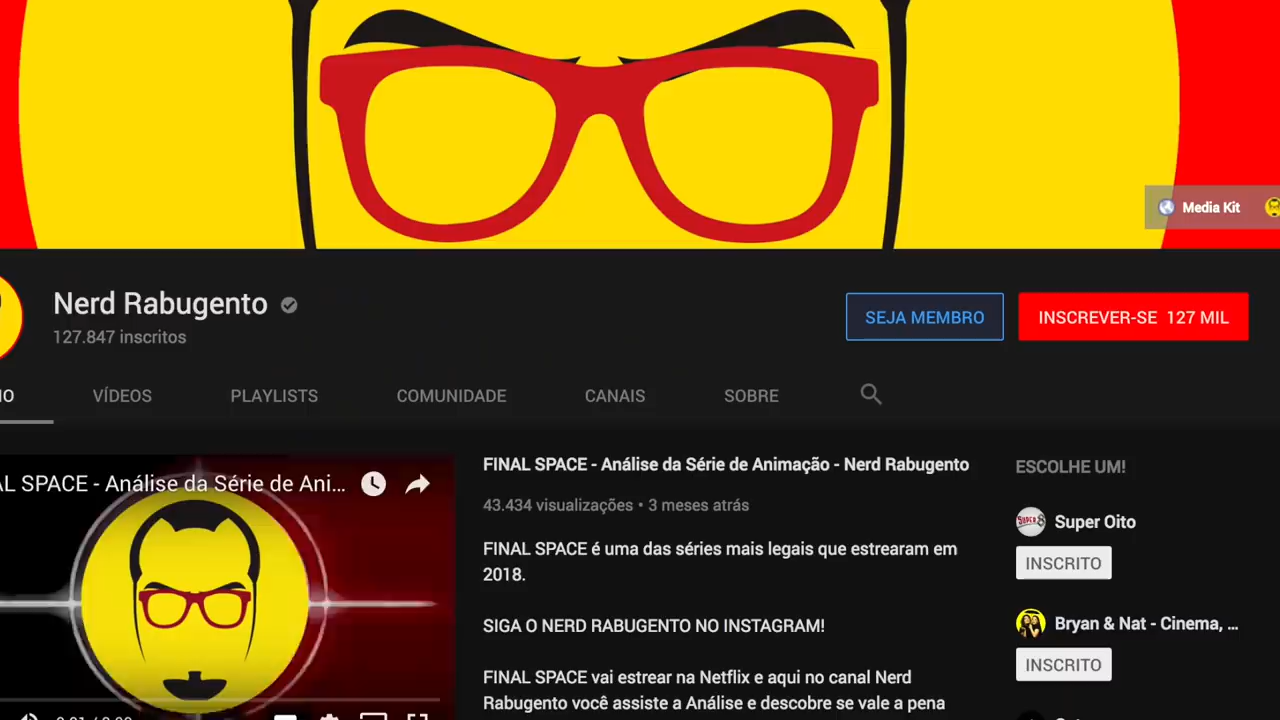 Media Kit
Nerd Rabugento
127.847 inscritos
SEJA MEMBRO
INSCREVER-SE 127 MIL
IO
VÍDEOS
PLAYLISTS
COMUNIDADE
CANAIS
SOBRE
AL SPACE - Análise da Série de Ani...
FINAL SPACE - Análise da Série de Animação - Nerd Rabugento
43.434 visualizações • 3 meses atrás
FINAL SPACE é uma das séries mais legais que estrearam em
2018.
SIGA O NERD RABUGENTO NO INSTAGRAM!
FINAL SPACE vai estrear na Netflix e aqui no canal Nerd
Rabugento você assiste a Análise e descobre se vale a pena
ESCOLHE UM!
SUPER 8
Super Oito
INSCRITO
Bryan & Nat - Cinema, ...
INSCRITO